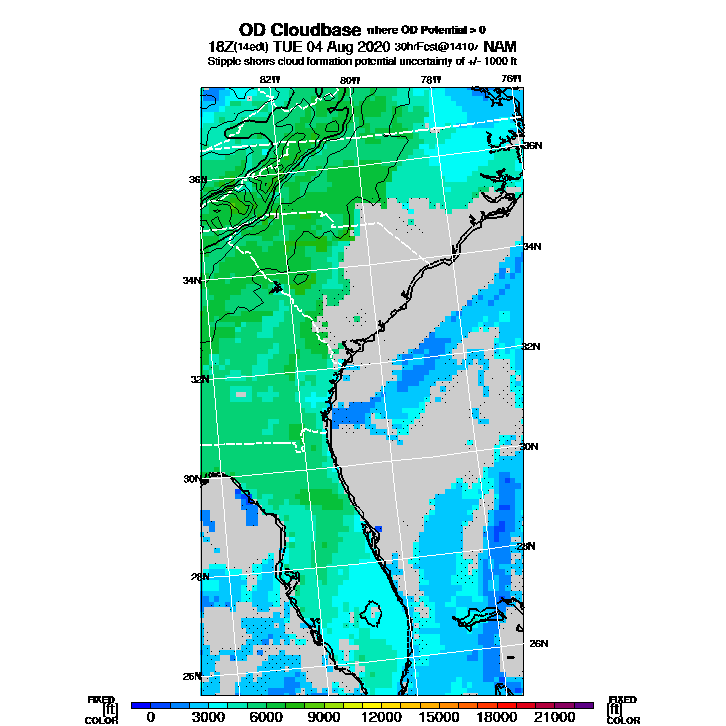 OD Cloudbase where OD Potential > 0
18Z(14edt) TUE 04 Aug 2020 30hrFcst@1410z NAM
Stipple shows cloud formation potential uncertainty of +/- 1000 ft
82W 80W 78W 76W
36N
36N
34N
34N
32N
32N
30N
30N
28N
28N
26N
26N
FIXED FIXED
[ft] [ft]
COLOR 0 3000 6000 9000 12000 15000 18000 21000 COLOR